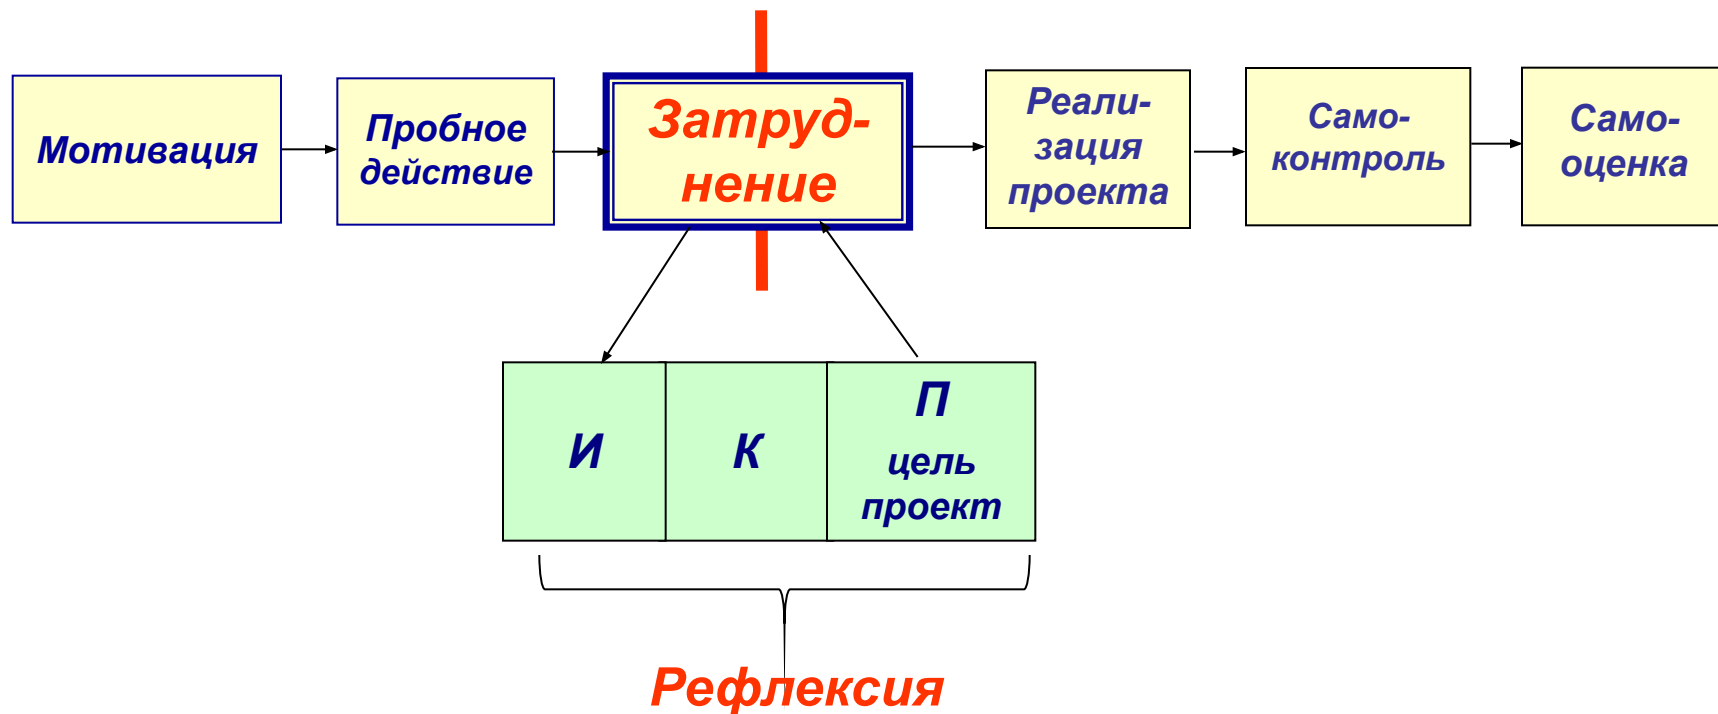 Мотивация
Пробное
действие
Затруд-
нение
Реали-
зация
проекта
Само-
контроль
Само-
оценка
И
К
П
цель
проект
Рефлексия